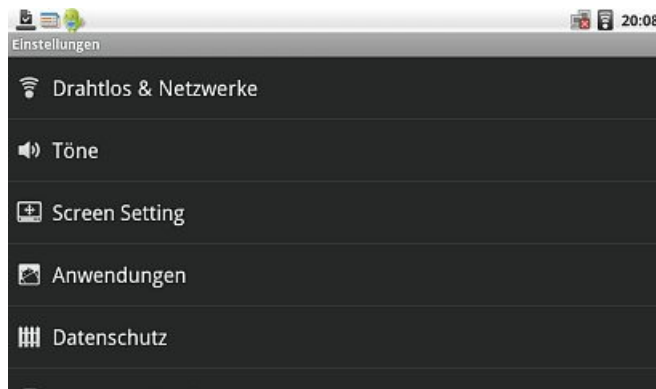 20:08
Einstellungen
Drahtlos & Netzwerke
Töne
Screen Setting
Anwendungen
Datenschutz